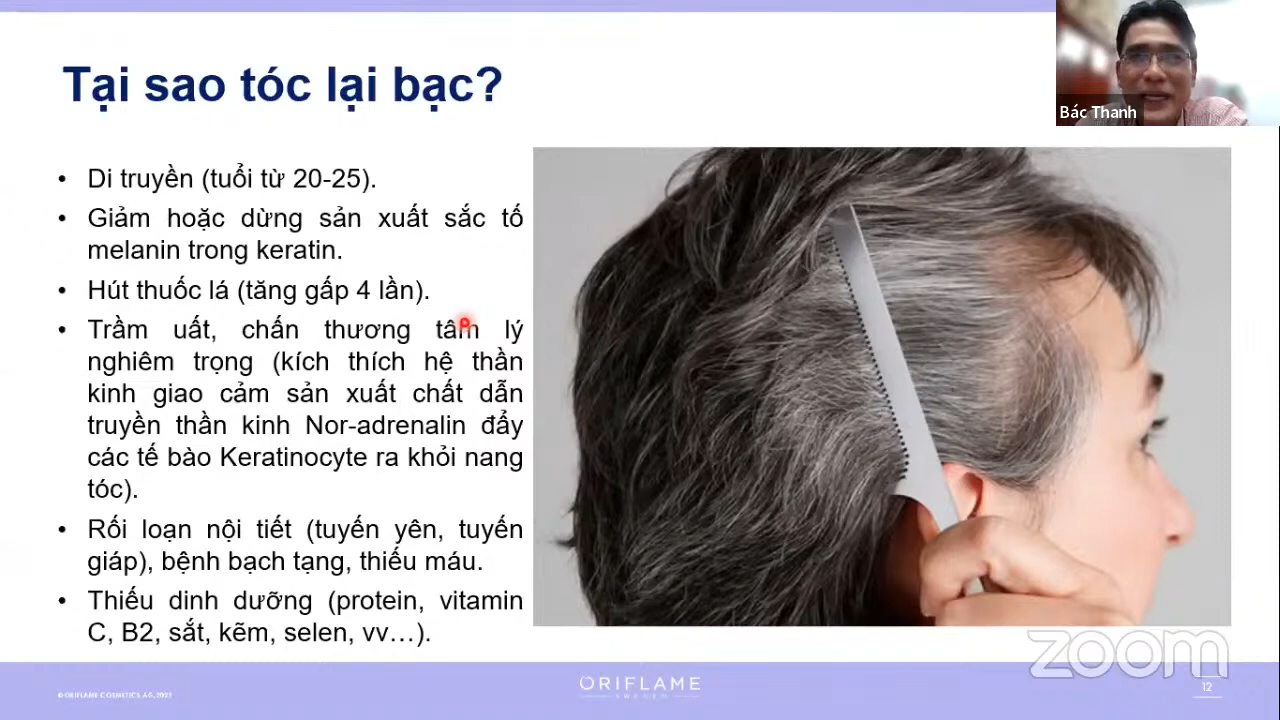 Tại sao tóc lại bạc?
Bác Thanh
• Di truyền (tuổi từ 20-25).
• Giảm hoặc dừng sản xuất sắc tố
melanin trong keratin.
• Hút thuốc lá (tăng gấp 4 lần).
• Trầm uất, chấn thương tâm lý
nghiêm trọng (kích thích hệ thần
kinh giao cảm sản xuất chất dẫn
truyền thần kinh Nor-adrenalin đẩy
các tế bào Keratinocyte ra khỏi nang
tóc).
• Rối loạn nội tiết (tuyến yên, tuyến
giáp), bệnh bạch tạng, thiếu máu.
• Thiếu dinh dưỡng (protein, vitamin
C, B2, sắt, kẽm, selen, vv…).
zoom
©ORIFLAME COSMETICS AG, 2021
ORIFLAME
SWEDEN
12